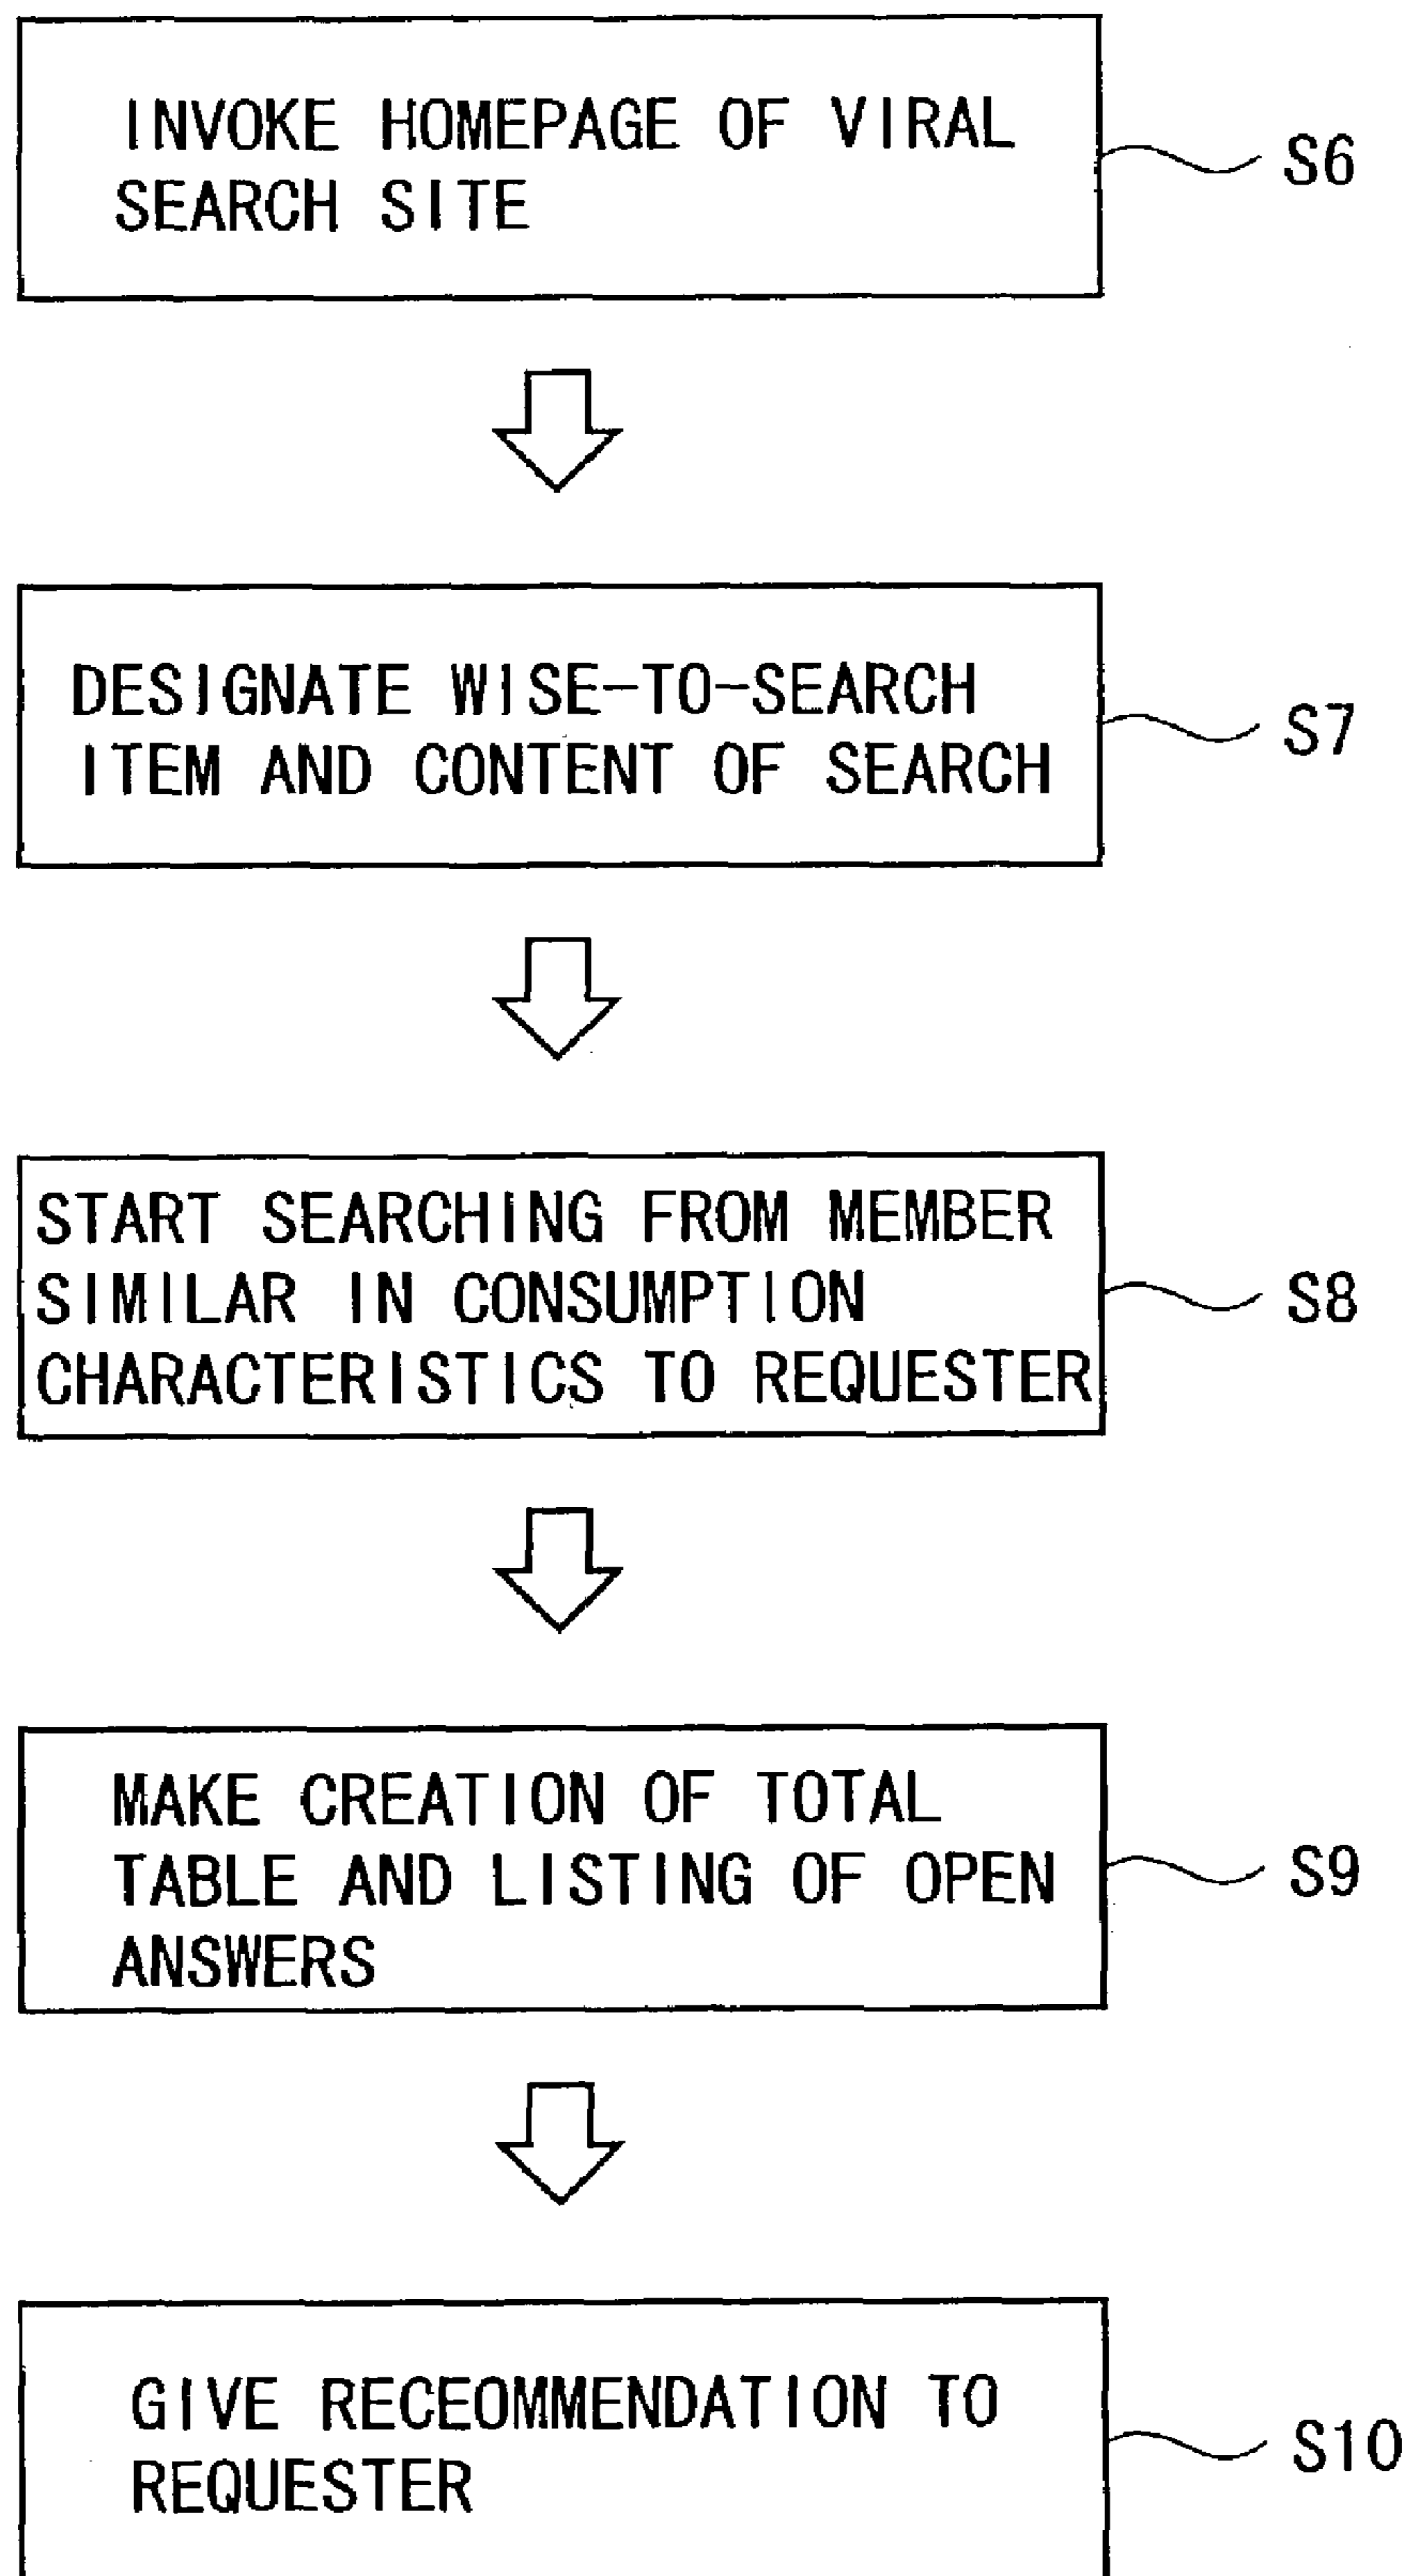 INVOKE HOMEPAGE OF VIRAL
SEARCH SITE
S6
DESIGNATE WISE-TO-SEARCH
ITEM AND CONTENT OF SEARCH
S7
START SEARCHING FROM MEMBER
SIMILAR IN CONSUMPTION
CHARACTERISTICS TO REQUESTER
S8
MAKE CREATION OF TOTAL
TABLE AND LISTING OF OPEN
ANSWERS
S9
GIVE RECEOMMENDATION TO
REQUESTER
S10